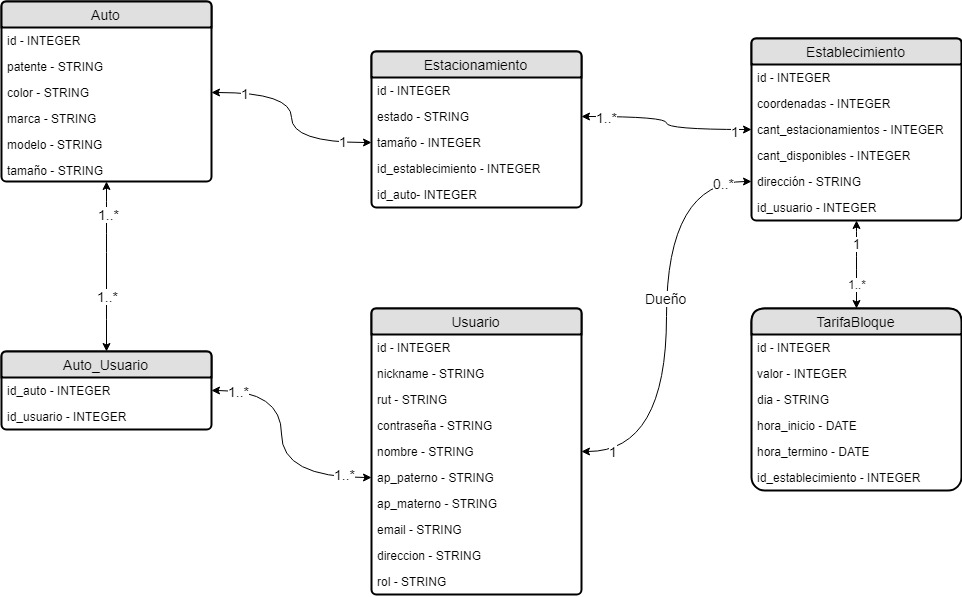 Auto
id - INTEGER
patente - STRING
color - STRING
marca - STRING
modelo - STRING
tamaño - STRING
1
1
Estacionamiento
id - INTEGER
estado - STRING
tamaño - INTEGER
id_establecimiento - INTEGER
id_auto- INTEGER
1..*
1
Establecimiento
id - INTEGER
coordenadas - INTEGER
cant_estacionamientos - INTEGER
cant_disponibles - INTEGER
dirección - STRING
id_usuario - INTEGER
0..*
Dueño
1
1
1..*
1..*
1..*
Auto_Usuario
id_auto - INTEGER
id_usuario - INTEGER
1..*
1..*
Usuario
id - INTEGER
nickname - STRING
rut - STRING
contraseña - STRING
nombre - STRING
ap_paterno - STRING
ap_materno - STRING
email - STRING
direccion - STRING
rol - STRING
TarifaBloque
id - INTEGER
valor - INTEGER
dia - STRING
hora_inicio - DATE
hora_termino - DATE
id_establecimiento - INTEGER